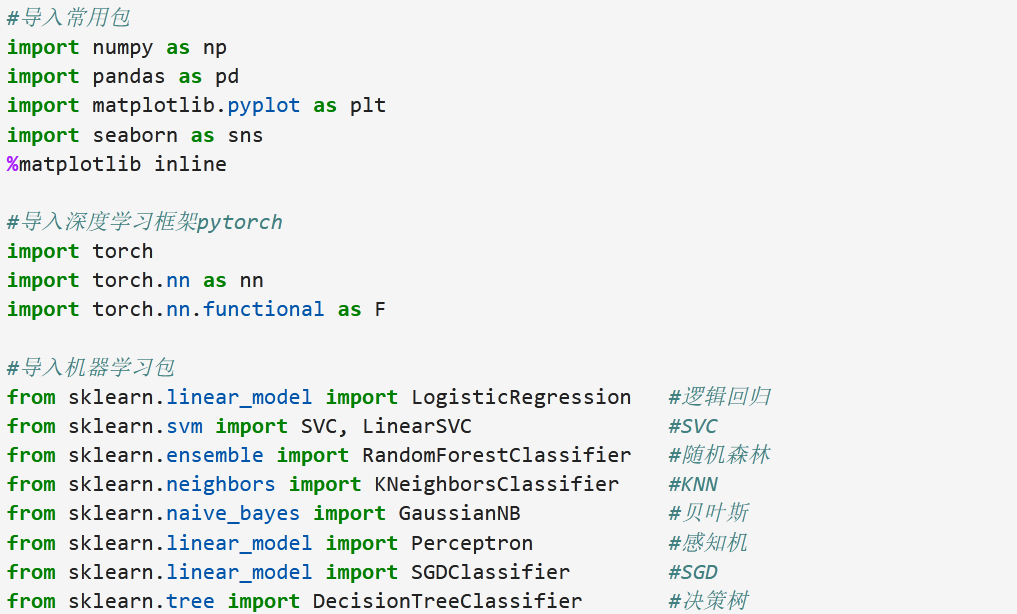 #导入常用包
import numpy as np
import pandas as pd
import matplotlib.pyplot as plt
import seaborn as sns
%matplotlib inline
#导入深度学习框架pytorch
import torch
import torch.nn as nn
import torch.nn.functional as F
#导入机器学习包
from sklearn.linear_model import LogisticRegression   #逻辑回归
from sklearn.svm import SVC, LinearSVC                #SVC
from sklearn.ensemble import RandomForestClassifier   #随机森林
from sklearn.neighbors import KNeighborsClassifier    #KNN
from sklearn.naive_bayes import GaussianNB            #贝叶斯
from sklearn.linear_model import Perceptron           #感知机
from sklearn.linear_model import SGDClassifier        #SGD
from sklearn.tree import DecisionTreeClassifier       #决策树